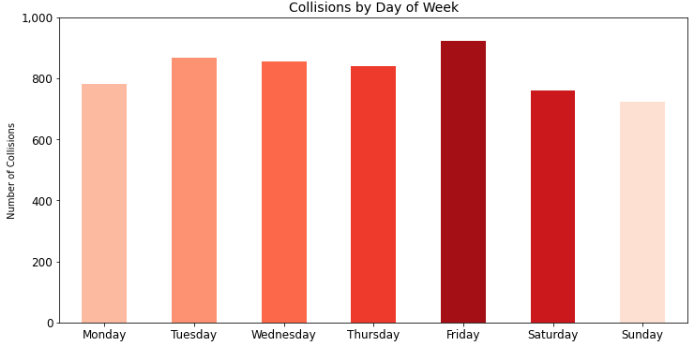 Collisions by Day of Week
1,000
800
600
400
200
0
Number of Collisions
Monday Tuesday Wednesday Thursday Friday Saturday Sunday